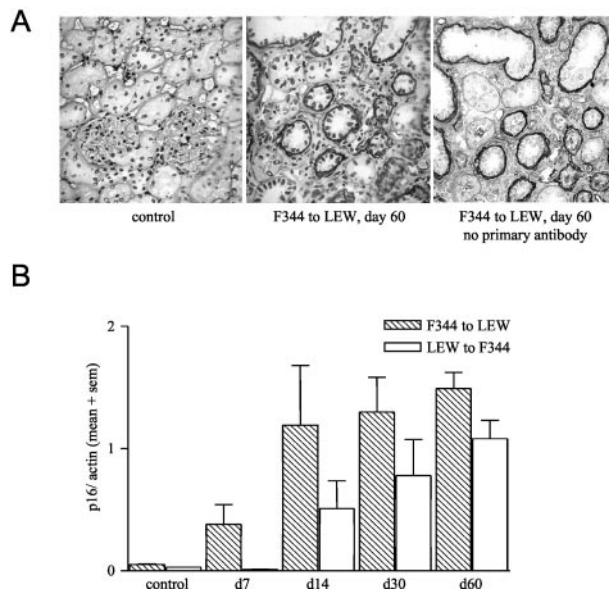 A
control
F344 to LEW, day 60
F344 to LEW, day 60
no primary antibody
B
F344 to LEW
LEW to F344
p16/ actin (mean + sem)
2
1
0
control d7 d14 d30 d60